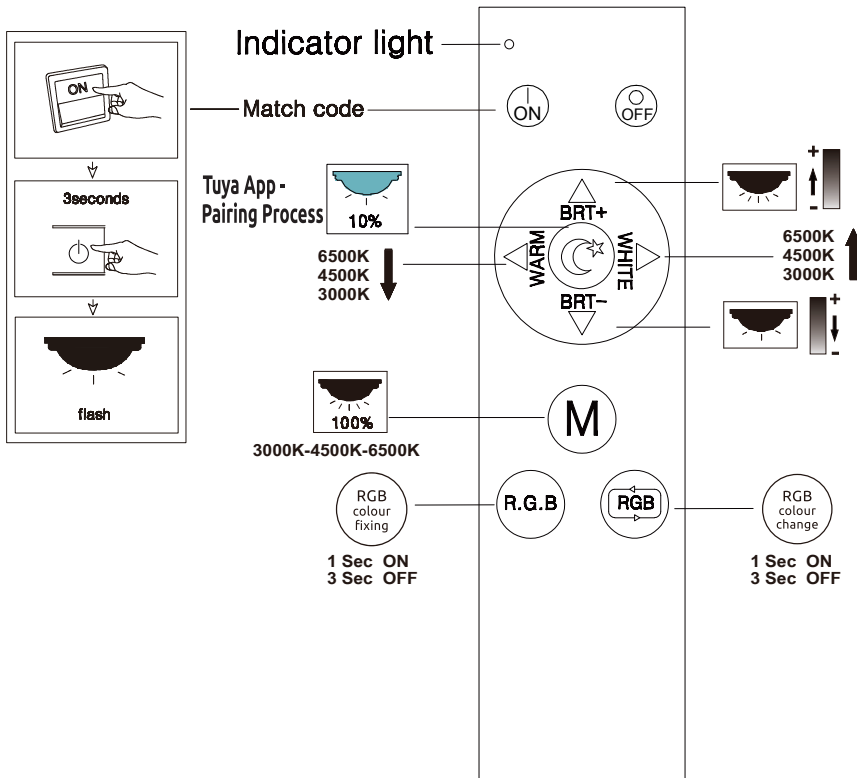 Indicator light
ON
Match code
ON
OFF
3seconds
flash
Tuya App -
Pairing Process
10%
6500K
4500K
3000K
BRT+
WARM
WHITE
BRT-
+
-
6500K
4500K
3000K
+
-
100%
3000K-4500K-6500K
M
RGB
colour
fixing
1 Sec ON
3 Sec OFF
R.G.B
RGB
RGB
colour
change
1 Sec ON
3 Sec OFF